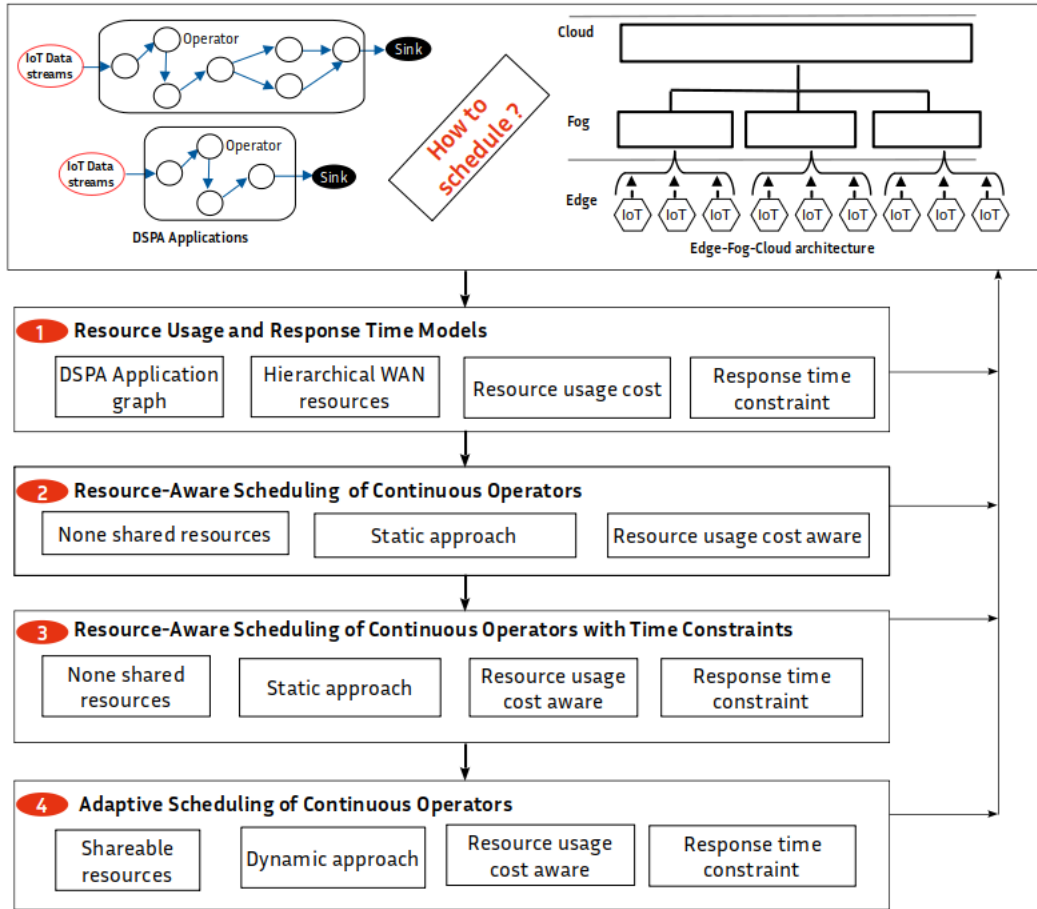 IoT Data
streams
Operator
Sink
IoT Data
streams
Operator
Sink
DSPA Applications
How to
schedule ?
Cloud
Fog
Edge
IoT
IoT
IoT
IoT
IoT
IoT
IoT
IoT
IoT
Edge-Fog-Cloud architecture
1 Resource Usage and Response Time Models
DSPA Application
graph
Hierarchical WAN
resources
Resource usage cost
Response time
constraint
2 Resource-Aware Scheduling of Continuous Operators
None shared resources
Static approach
Resource usage cost aware
3 Resource-Aware Scheduling of Continuous Operators with Time Constraints
None shared
resources
Static approach
Resource usage
cost aware
Response time
constraint
4 Adaptive Scheduling of Continuous Operators
Shareable
resources
Dynamic approach
Resource usage
cost aware
Response time
constraint